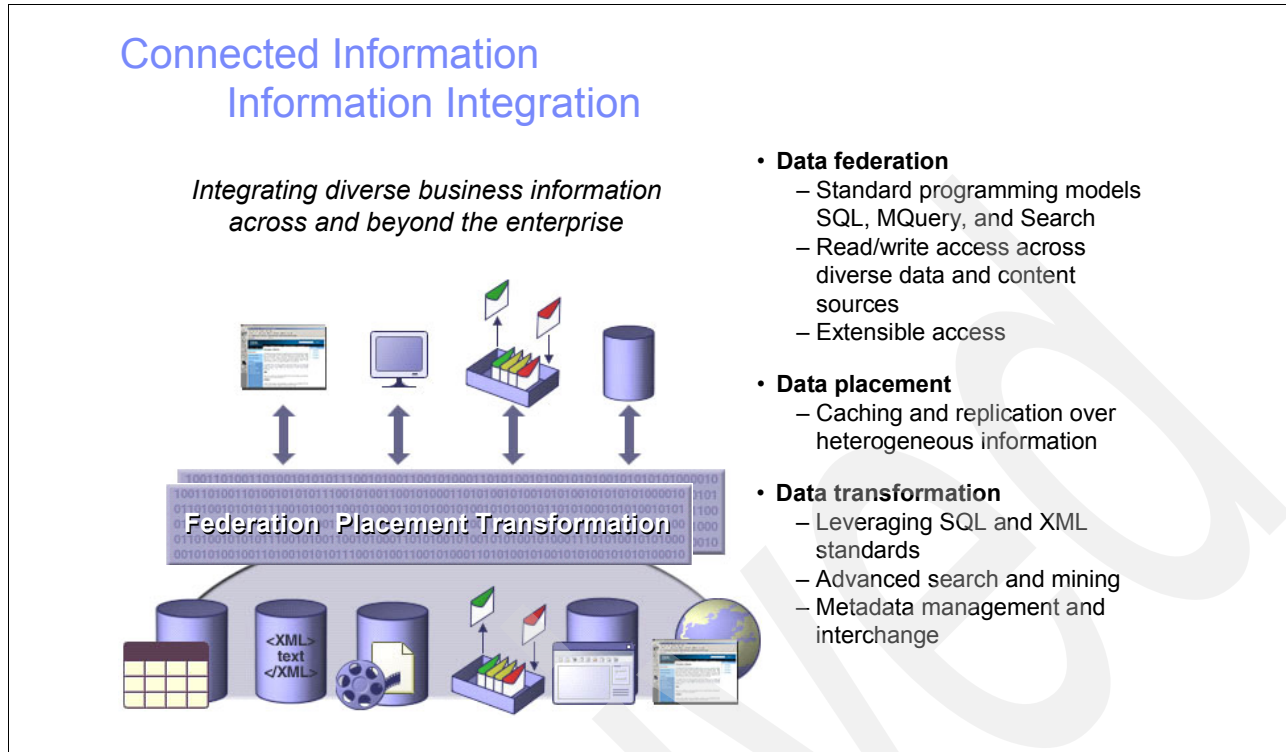 Connected Information
Information Integration
Integrating diverse business information
across and beyond the enterprise
Federation Placement Transformation
<XML>
text
</XML>
• Data federation
– Standard programming models
SQL, MQuery, and Search
– Read/write access across
diverse data and content
sources
– Extensible access
• Data placement
– Caching and replication over
heterogeneous information
• Data transformation
– Leveraging SQL and XML
standards
– Advanced search and mining
– Metadata management and
interchange